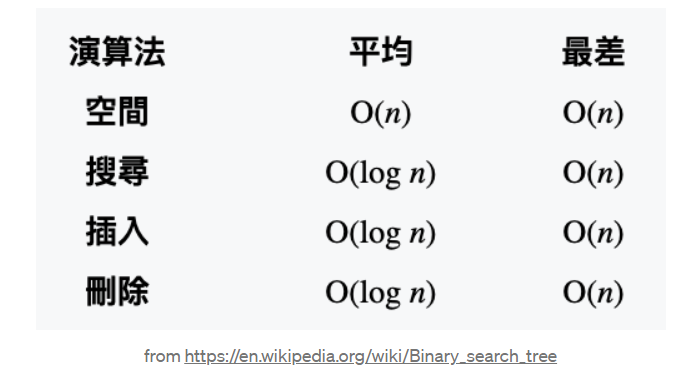 演算法 平均 最差
空間 O(n) O(n)
搜尋 O(log n) O(n)
插入 O(log n) O(n)
刪除 O(log n) O(n)
from https://en.wikipedia.org/wiki/Binary_search_tree